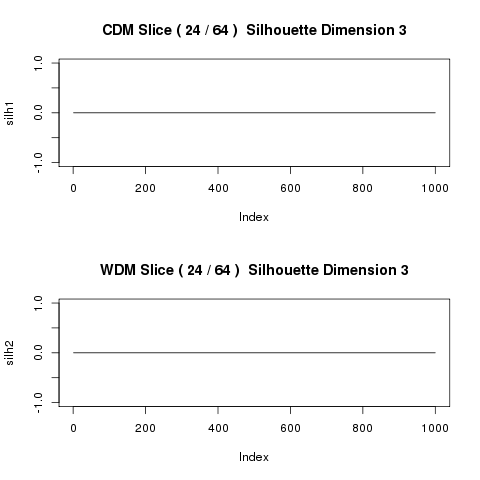 CDM Slice ( 24 / 64 )  Silhouette Dimension 3
silh1
1.0
0.0
-1.0
0 200 400 600 800 1000
Index
WDM Slice ( 24 / 64 )  Silhouette Dimension 3
silh2
1.0
0.0
-1.0
0 200 400 600 800 1000
Index